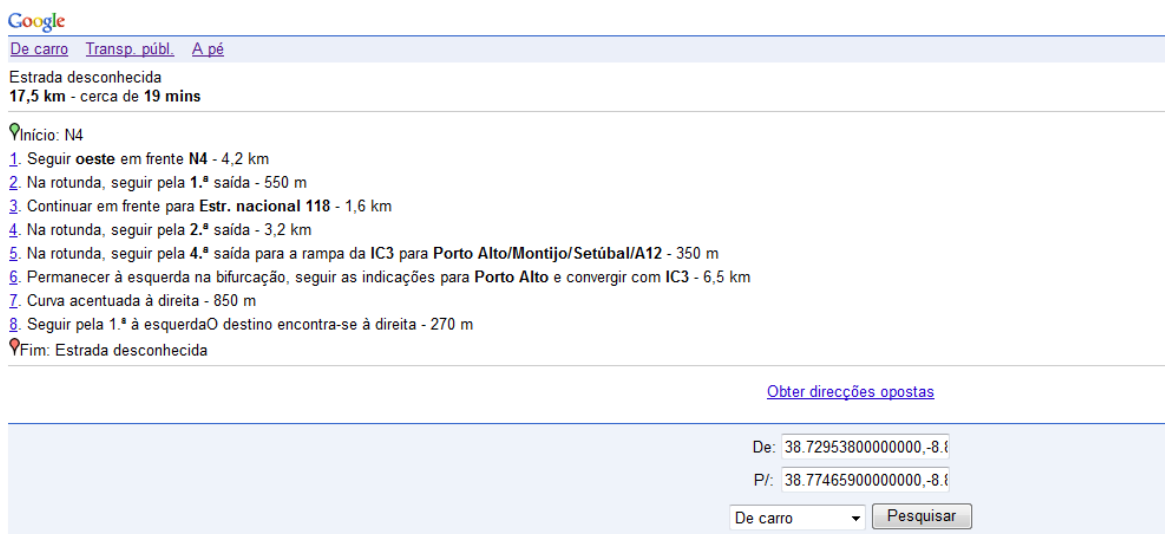 Google
De carro Transp. públ. A pé
Estrada desconhecida
17,5 km - cerca de 19 mins
Início: N4
1. Seguir oeste em frente N4 - 4,2 km
2. Na rotunda, seguir pela 1.ª saída - 550 m
3. Continuar em frente para Estr. nacional 118 - 1,6 km
4. Na rotunda, seguir pela 2.ª saída - 3,2 km
5. Na rotunda, seguir pela 4.ª saída para a rampa da IC3 para Porto Alto/Montijo/Setúbal/A12 - 350 m
6. Permanecer à esquerda na bifurcação, seguir as indicações para Porto Alto e convergir com IC3 - 6,5 km
7. Curva acentuada à direita - 850 m
8. Seguir pela 1.ª à esquerdaO destino encontra-se à direita - 270 m
Fim: Estrada desconhecida
Obter direcções opostas
De: 38.72953800000000,-8.8
P/: 38.77465900000000,-8.8
De carro Pesquisar